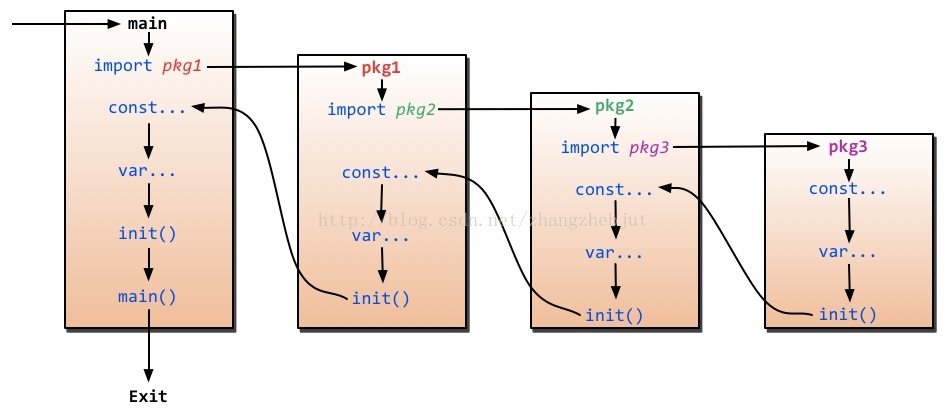 main
import pkg1
const...
var...
init()
main()
Exit
pkg1
import pkg2
const...
var...
init()
pkg2
import pkg3
const...
var...
init()
pkg3
const...
var...
init()
http://blog.csdn.net/zhangzhebjut